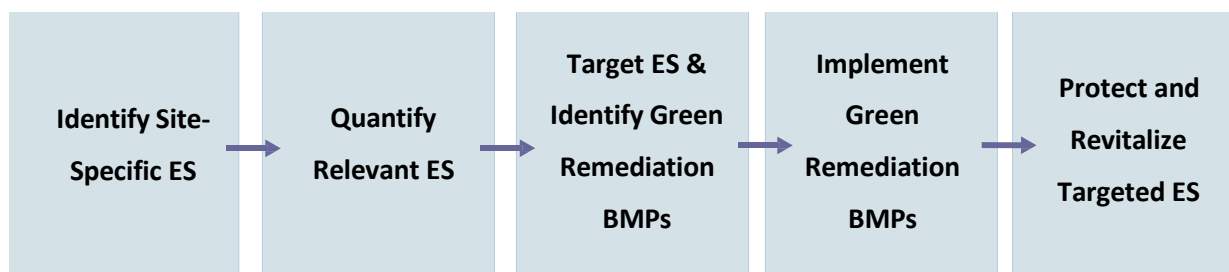 Identify Site-
Specific ES
Quantify
Relevant ES
Target ES &
Identify Green
Remediation
BMPs
Implement
Green
Remediation
BMPs
Protect and
Revitalize
Targeted ES